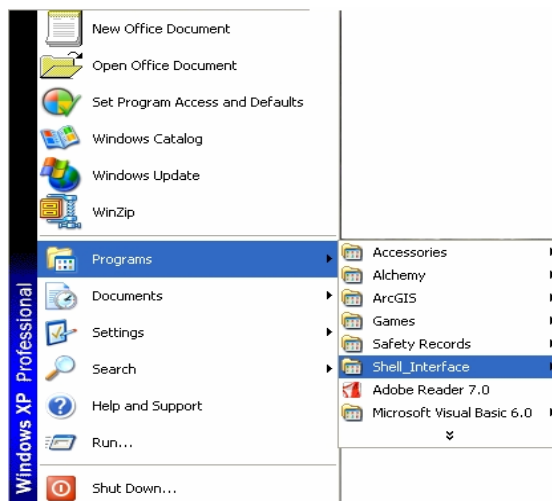 New Office Document
Open Office Document
Set Program Access and Defaults
Windows Catalog
Windows Update
WinZip
Programs
Documents
Settings
Search
Help and Support
Run...
Shut Down...
Windows XP Professional
Accessories
Alchemy
ArcGIS
Games
Safety Records
Shell_Interface
Adobe Reader 7.0
Microsoft Visual Basic 6.0